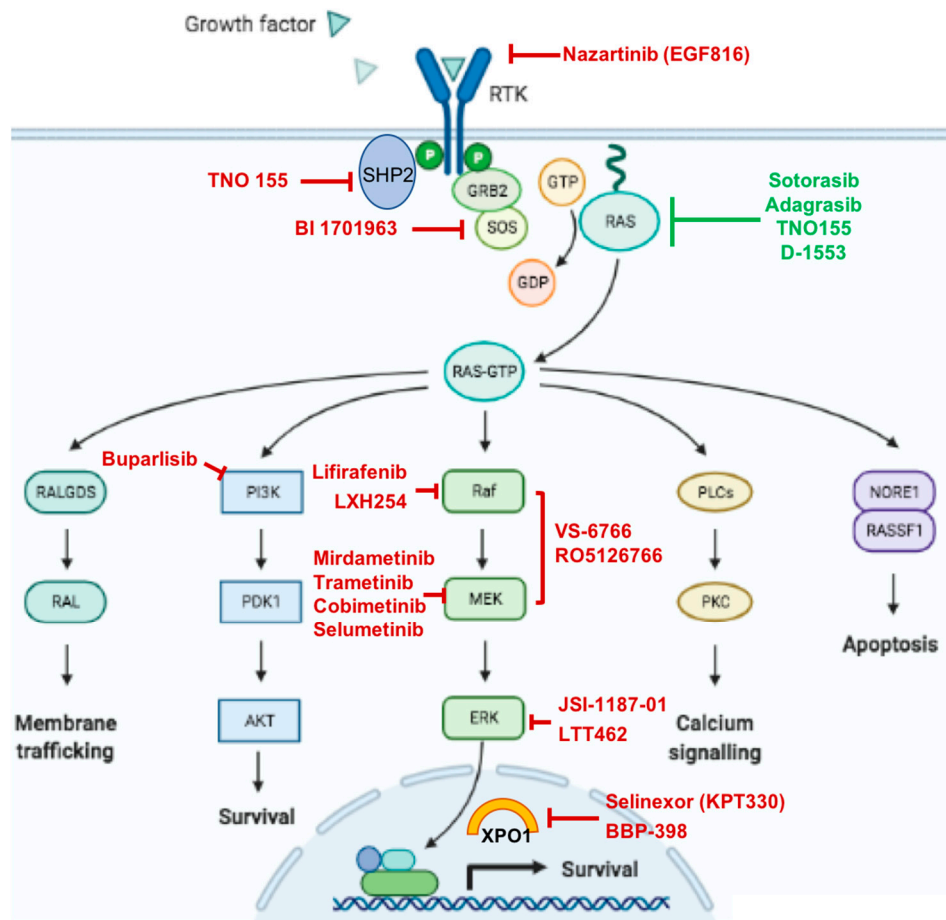 Growth factor
Nazartinib (EGF816)
RTK
P
P
SHP2
TNO 155
GRB2
GTP
BI 1701963
SOS
RAS
Sotorasib
Adagrasib
TNO155
D-1553
GDP
RAS-GTP
Buparlisib
Lifirafenib
LXH254
RALGDS
PI3K
Raf
PLCs
NORE1
RASSF1
VS-6766
RO5126766
Mirdametinib
Trametinib
Cobimetinib
Selumetinib
RAL
PDK1
MEK
PKC
Apoptosis
Membrane
trafficking
AKT
ERK
JSI-1187-01
LTT462
Calcium
signalling
Survival
Selinexor (KPT330)
BBP-398
XPO1
Survival